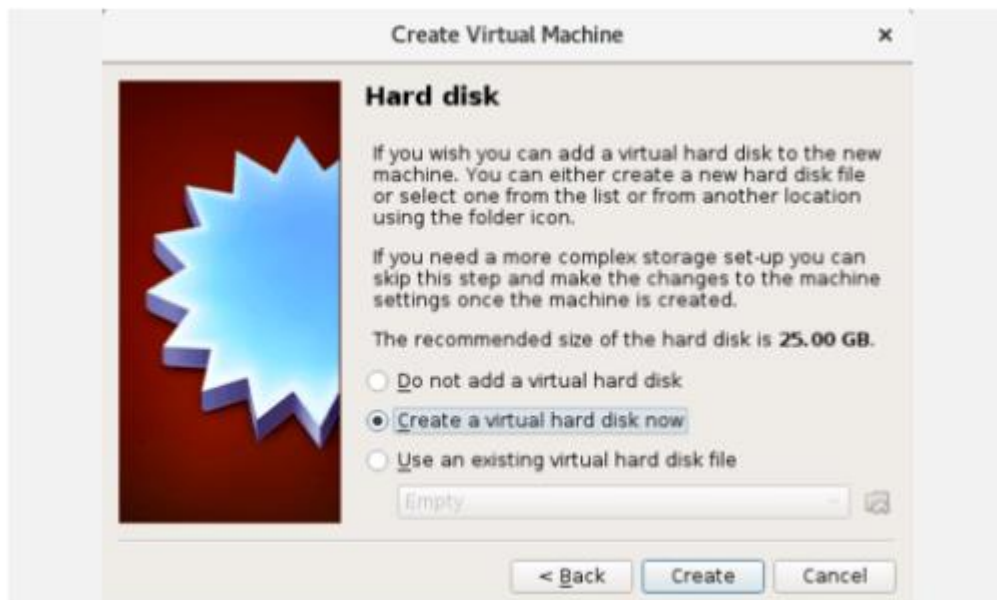 Create Virtual Machine
×
Hard disk
If you wish you can add a virtual hard disk to the new
machine. You can either create a new hard disk file
or select one from the list or from another location
using the folder icon.
If you need a more complex storage set-up you can
skip this step and make the changes to the machine
settings once the machine is created.
The recommended size of the hard disk is 25.00 GB.
Do not add a virtual hard disk
Create a virtual hard disk now
Use an existing virtual hard disk file
Empty
< Back
Create
Cancel